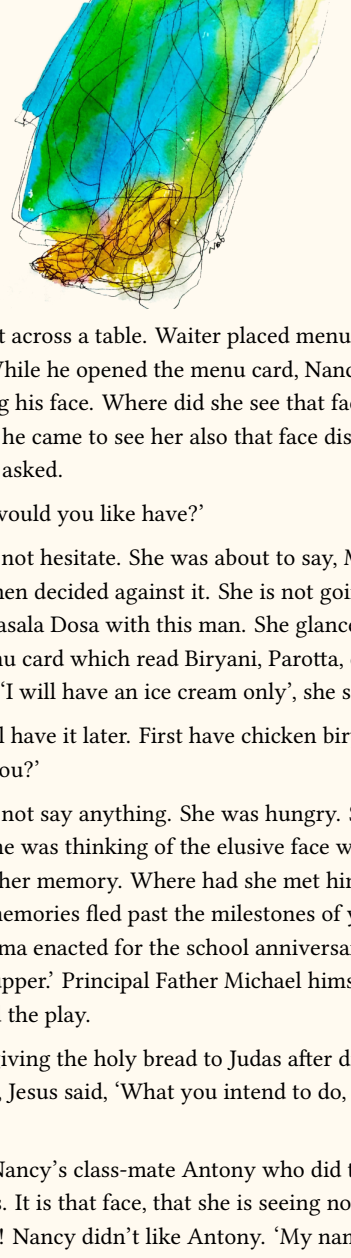 t across a table. Waiter placed menu
While he opened the menu card, Nanc
g his face. Where did she see that fac
he came to see her also that face dis
asked.
would you like have?’
not hesitate. She was about to say, M
hen decided against it. She is not goi
asala Dosa with this man. She glance
nu card which read Biryani, Parotta,
‘I will have an ice cream only’, she s
l have it later. First have chicken bir
ou?’
not say anything. She was hungry. S
he was thinking of the elusive face w
her memory. Where had she met hir
nemories fled past the milestones of y
ma enacted for the school anniversar
upper.’ Principal Father Michael hims
the play.
giving the holy bread to Judas after d
, Jesus said, ‘What you intend to do,
Nancy’s class-mate Antony who did t
s. It is that face, that she is seeing no
! Nancy didn’t like Antony. ‘My nam